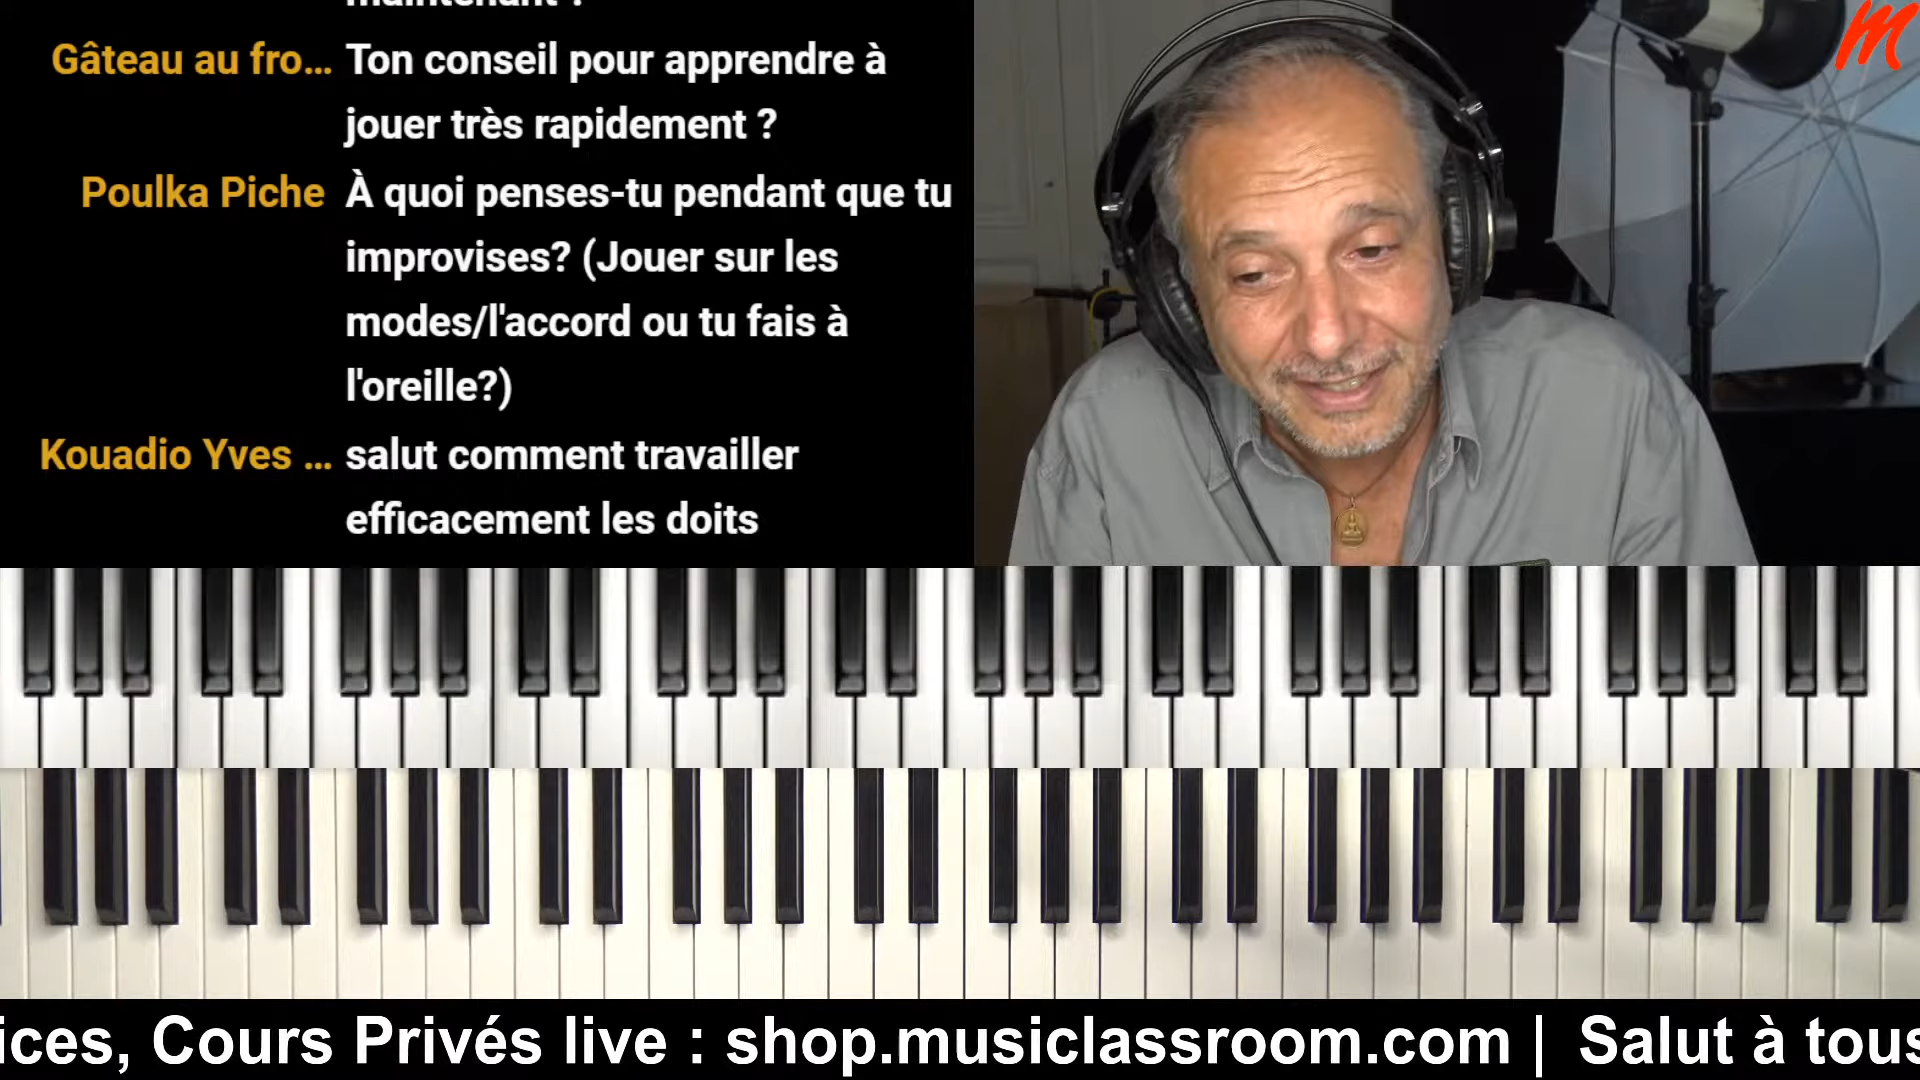 maintenant ?
Gâteau au fro... Ton conseil pour apprendre à
jouer très rapidement ?
Poulka Piche À quoi penses-tu pendant que tu
improvises? (Jouer sur les
modes/l'accord ou tu fais à
l'oreille?)
Kouadio Yves ... salut comment travailler
efficacement les doits
ices, Cours Privés live : shop.musiclassroom.com | Salut à tous